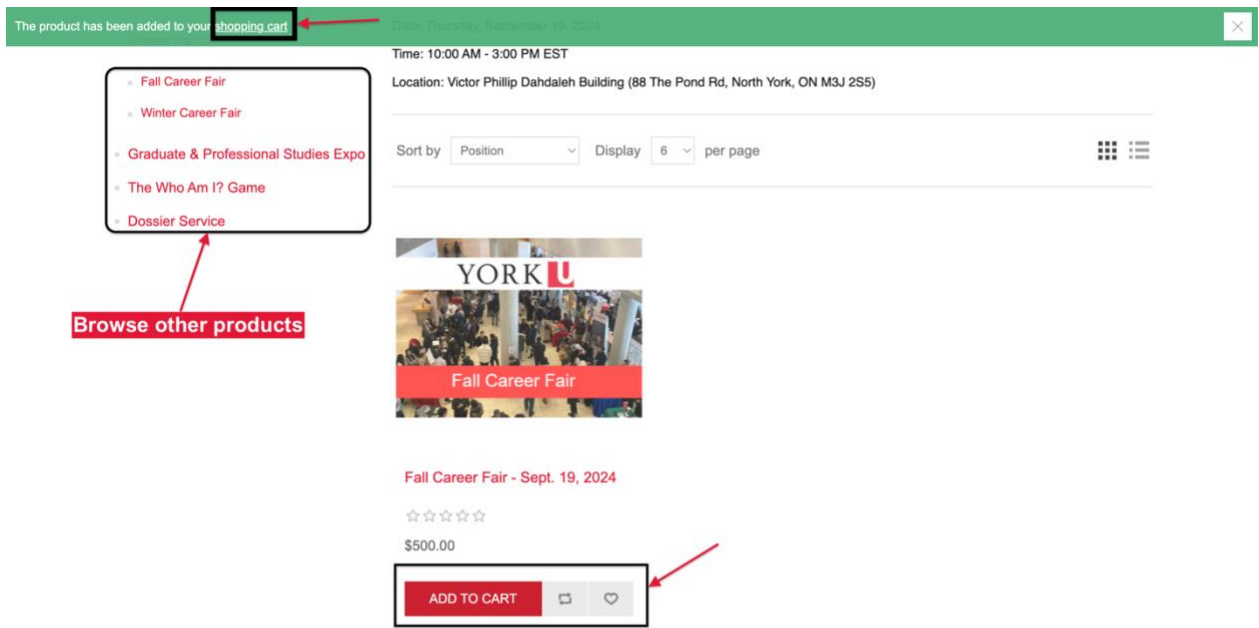 The product has been added to your shopping cart
Date: Thursday, September 19, 2024
Time: 10:00 AM - 3:00 PM EST
Location: Victor Phillip Dahdaleh Building (88 The Pond Rd, North York, ON M3J 2S5)
Fall Career Fair
Winter Career Fair
Graduate & Professional Studies Expo
The Who Am I? Game
Dossier Service
Browse other products
Sort by Position Display 6 per page
YORK U
Fall Career Fair
Fall Career Fair - Sept. 19, 2024
$500.00
ADD TO CART